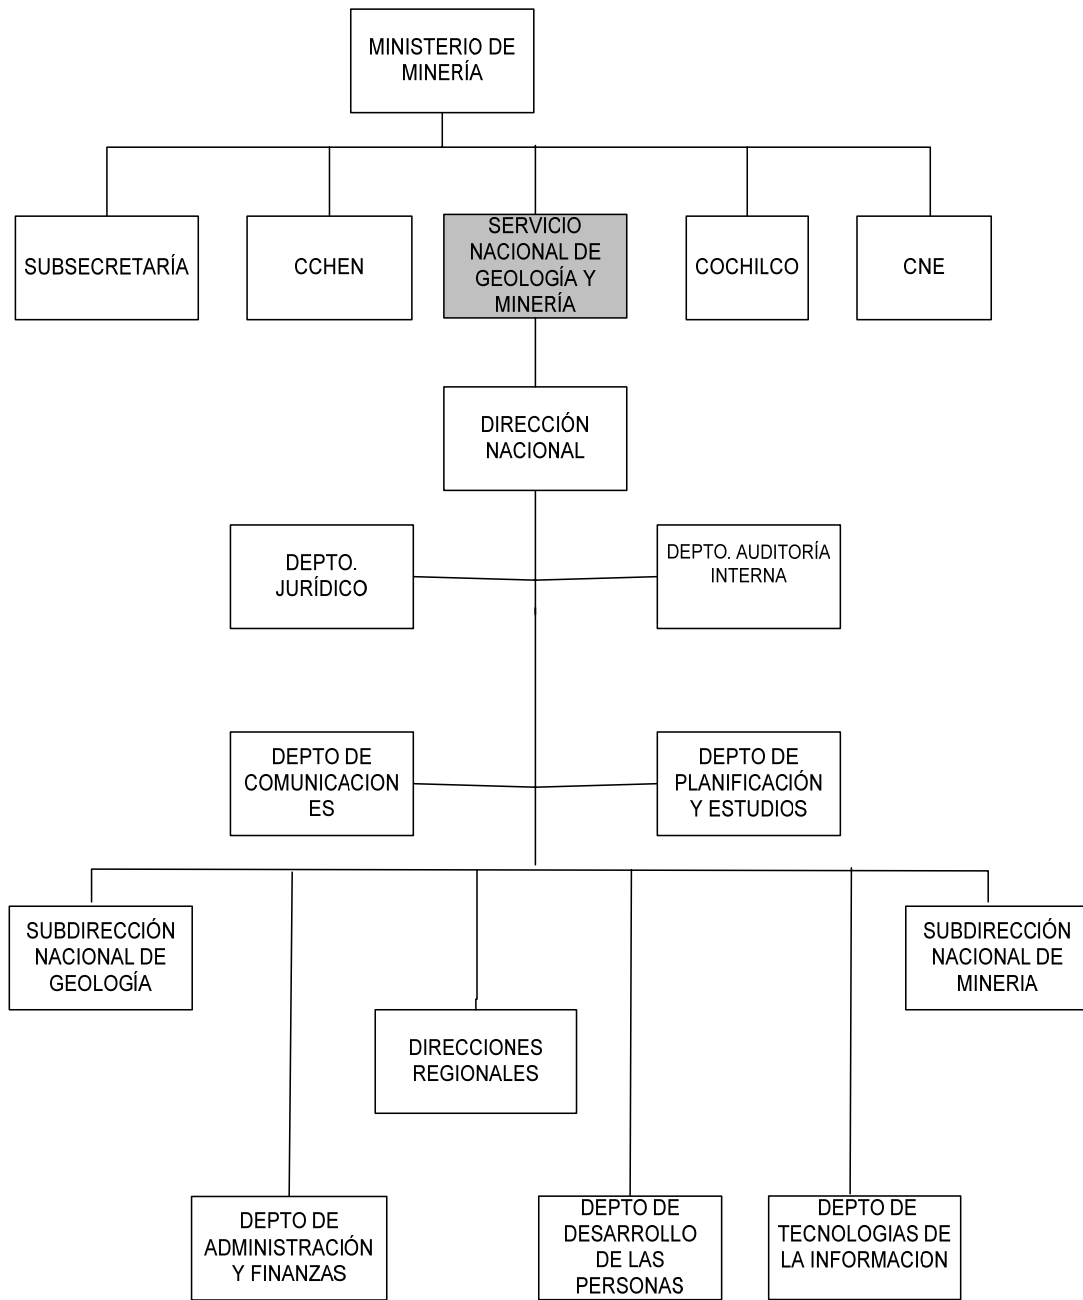 MINISTERIO DE
MINERÍA
SUBSECRETARÍA
CCHEN
SERVICIO
NACIONAL DE
GEOLOGÍA Y
MINERÍA
COCHILCO
CNE
DIRECCIÓN
NACIONAL
DEPTO.
JURÍDICO
DEPTO. AUDITORÍA
INTERNA
DEPTO DE
COMUNICACION
ES
DEPTO DE
PLANIFICACIÓN
Y ESTUDIOS
SUBDIRECCIÓN
NACIONAL DE
GEOLOGÍA
SUBDIRECCIÓN
NACIONAL DE
MINERIA
DIRECCIONES
REGIONALES
DEPTO DE
ADMINISTRACIÓN
Y FINANZAS
DEPTO DE
DESARROLLO
DE LAS
PERSONAS
DEPTO DE
TECNOLOGIAS DE
LA INFORMACION